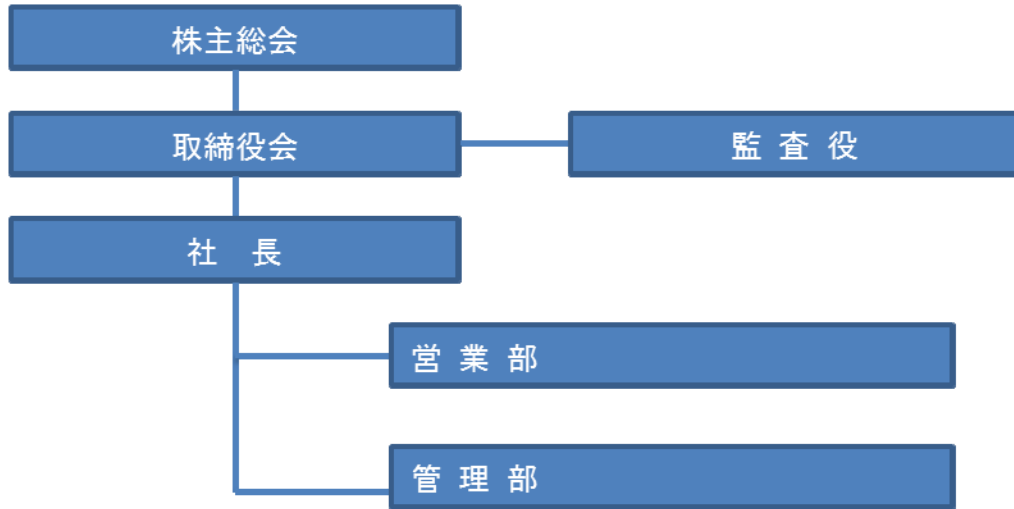 株主総会
取締役会
監 査 役
社　長
営 業 部
管 理 部